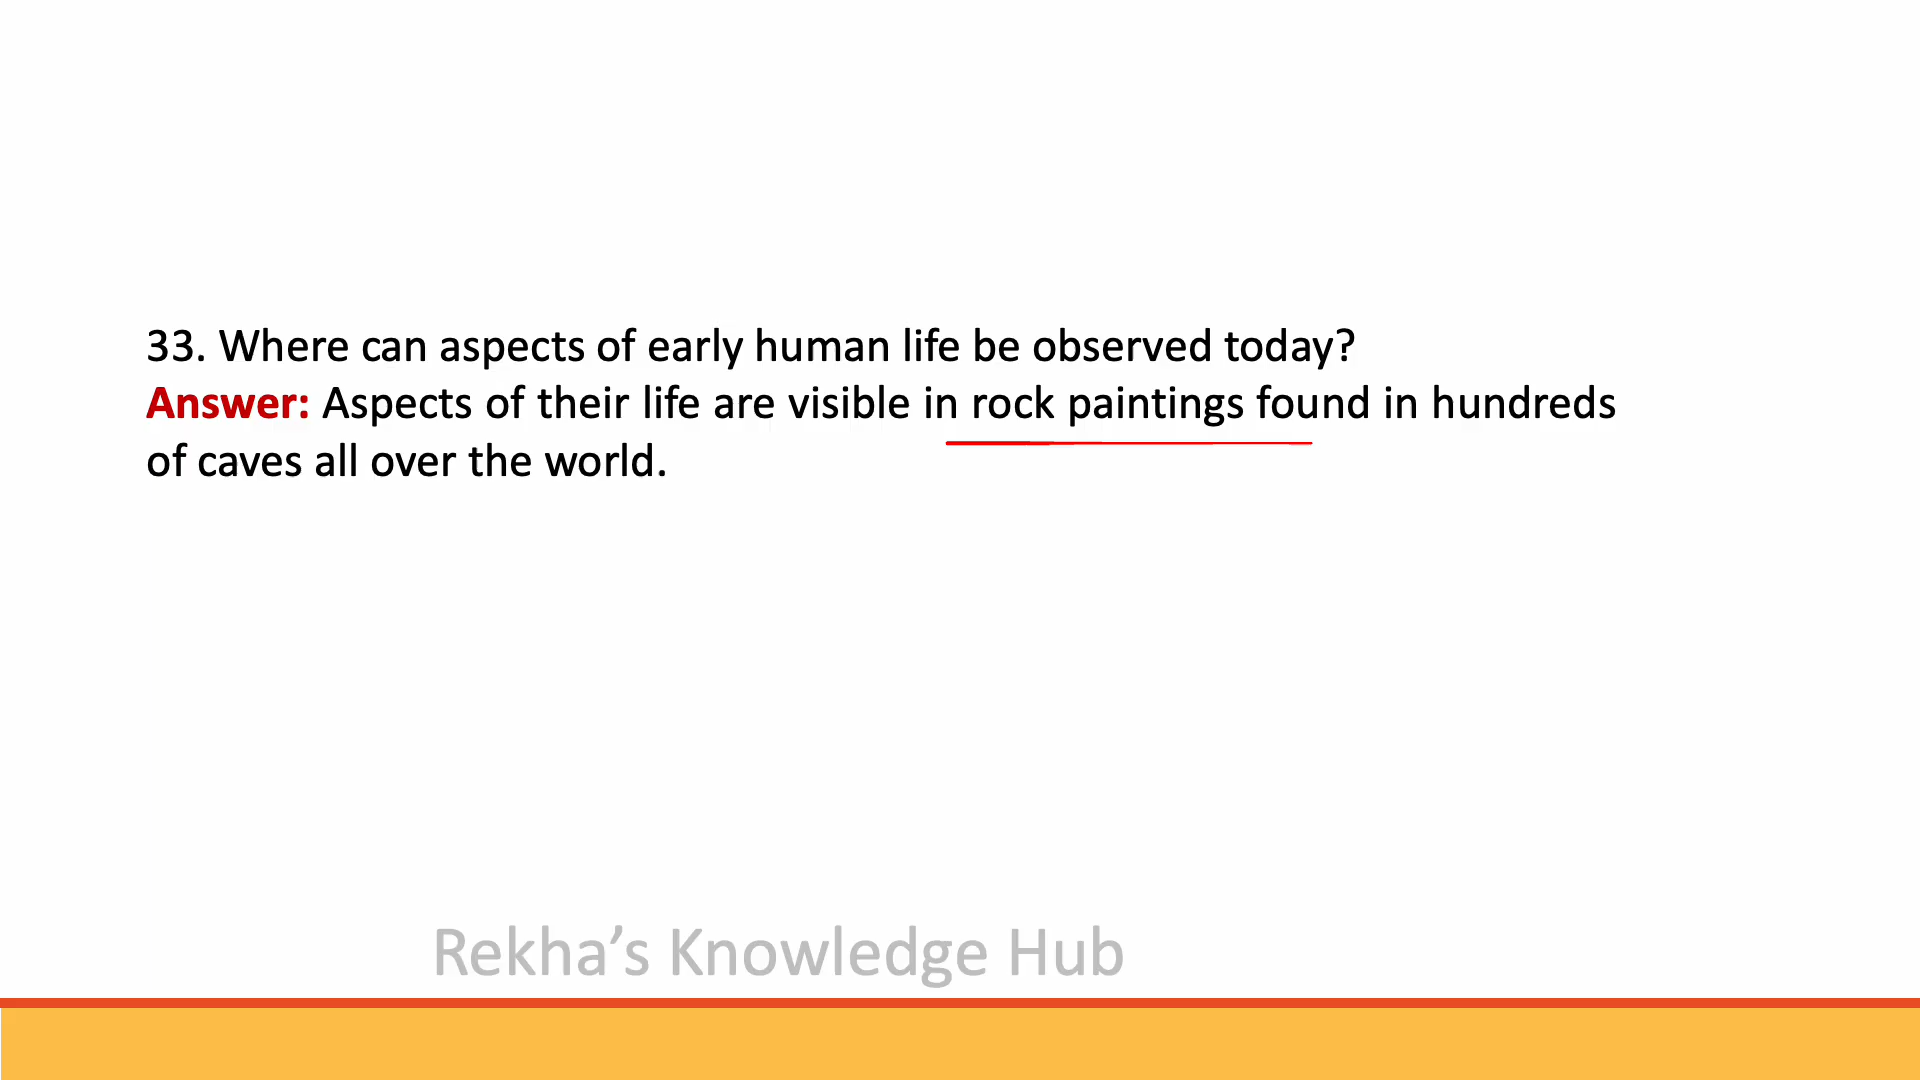 33. Where can aspects of early human life be observed today?
Answer: Aspects of their life are visible in rock paintings found in hundreds
of caves all over the world.
Rekha’s Knowledge Hub